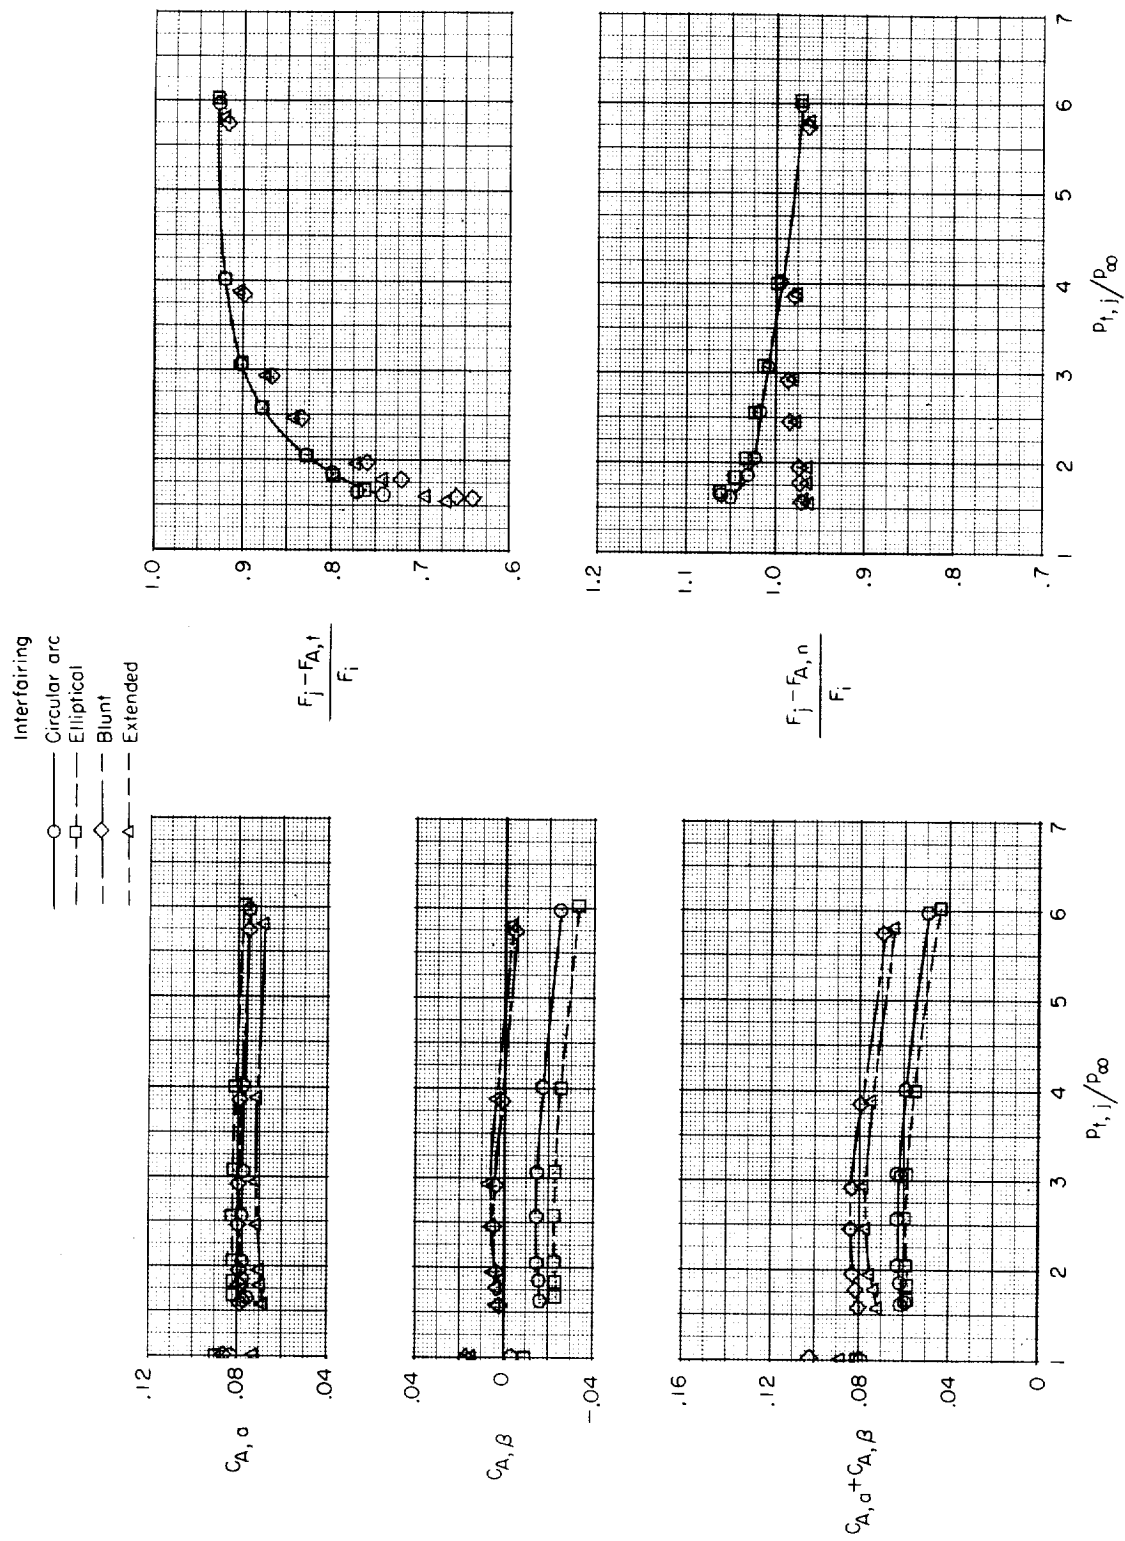 Interfairing
Circular arc
Elliptical
Blunt
Extended
C_A,a
.12
.08
.04
C_A,β
.04
0
-.04
C_A,a+C_A,β
.16
.12
.08
.04
0
1 2 3 4 5 6 7
p_t,j/p_∞
F_j-F_A,t
F_i
1.0
.9
.8
.7
.6
F_j-F_A,n
F_i
1.2
1.1
1.0
.9
.8
.7
1 2 3 4 5 6 7
p_t,j/p_∞